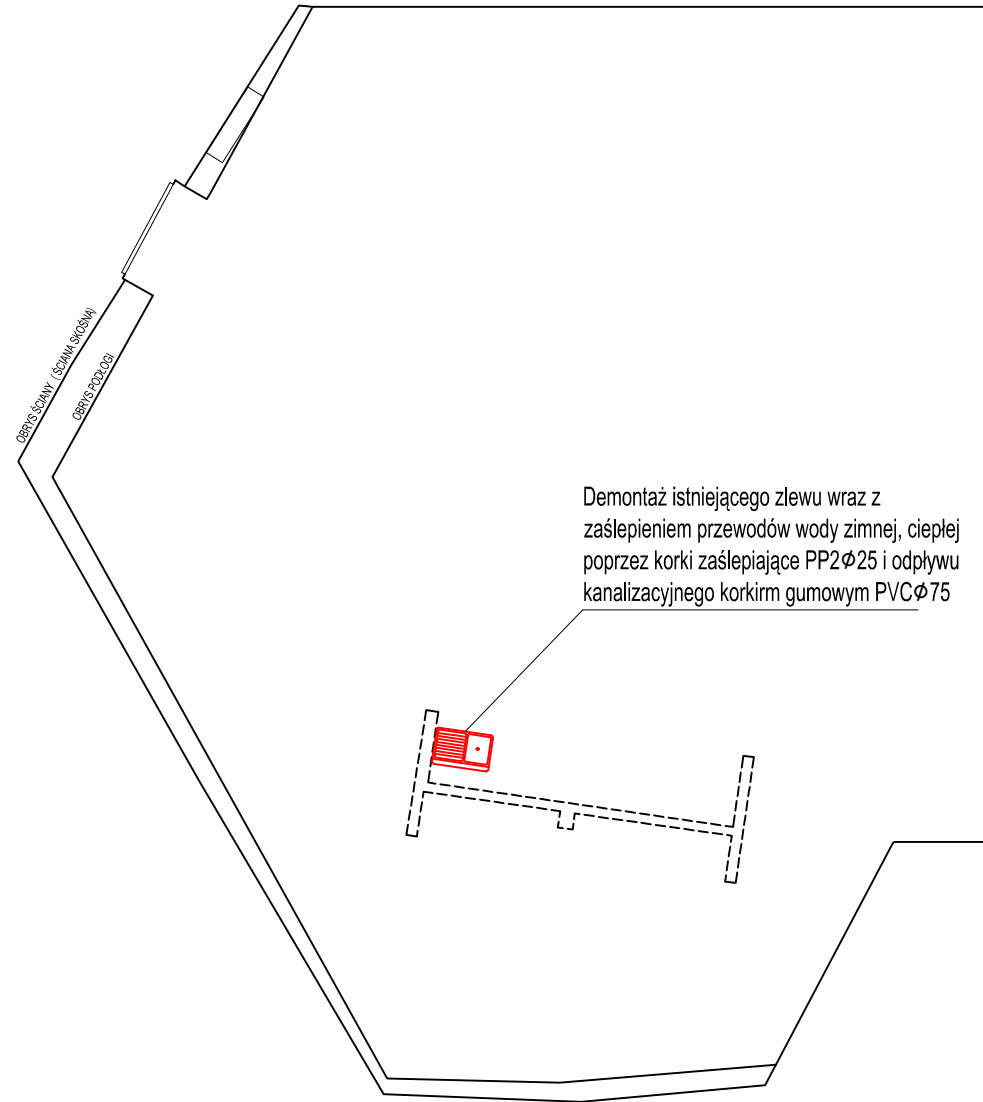 OBRYS ŚCIANY (ŚCIANA SKOŚNA)
OBRYS PODŁOGI
Demontaż istniejącego zlewu wraz z
zaślepieniem przewodów wody zimnej, ciepłej
poprzez korki zaślepiające PP2Φ25 i odpływu
kanalizacyjnego korkirm gumowym PVCΦ75